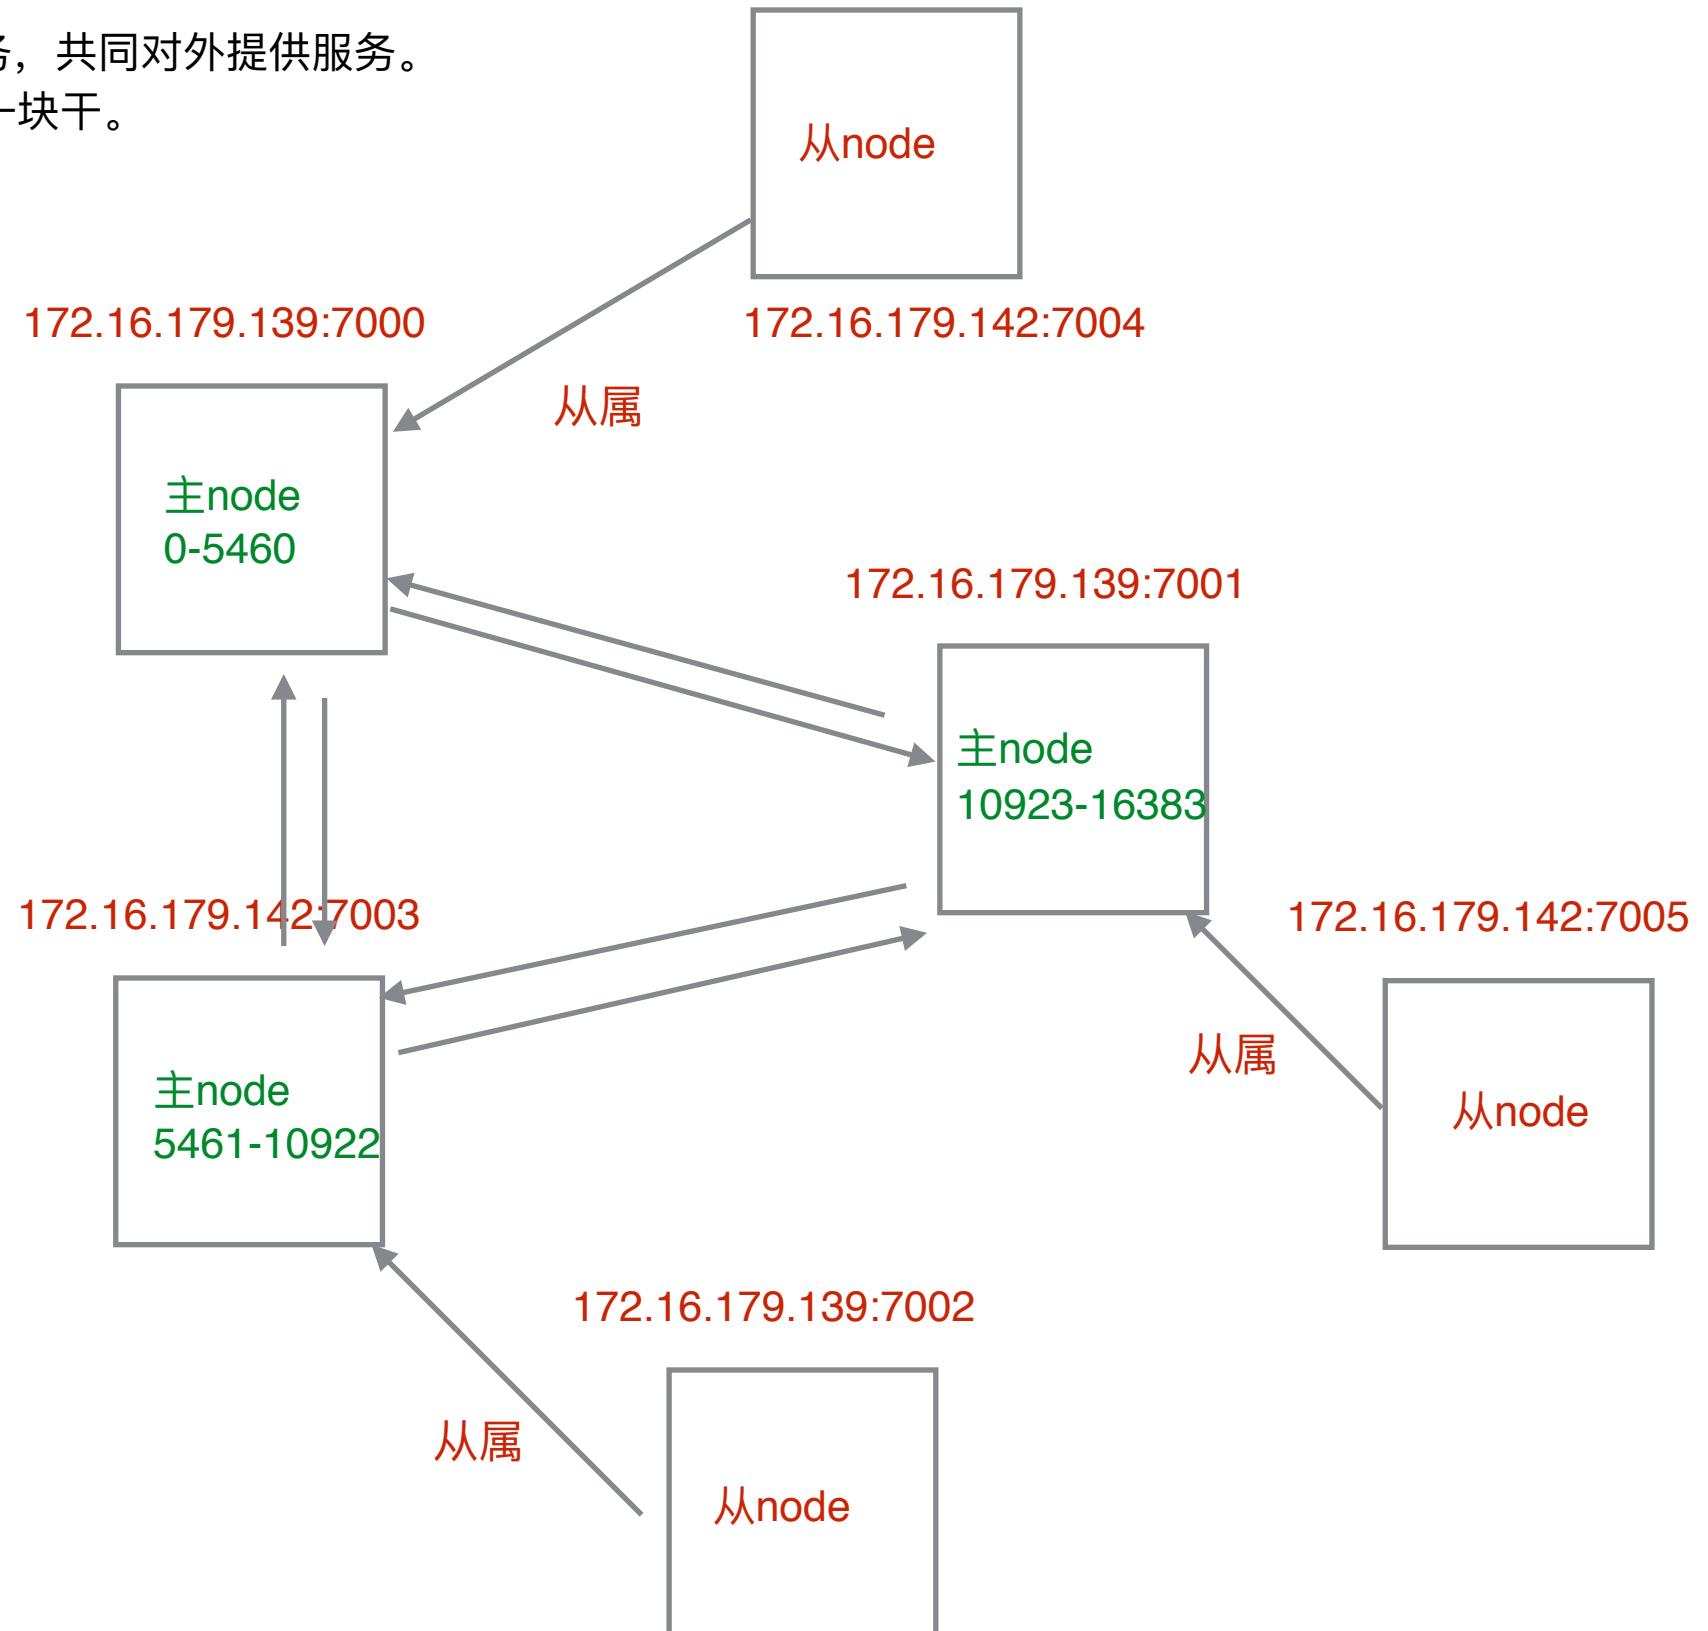 务，共同对外提供服务。
一块干。
从node
172.16.179.139:7000
172.16.179.142:7004
从属
主node
0-5460
172.16.179.139:7001
主node
10923-16383
172.16.179.142:7003
172.16.179.142:7005
从属
主node
5461-10922
从node
172.16.179.139:7002
从属
从node